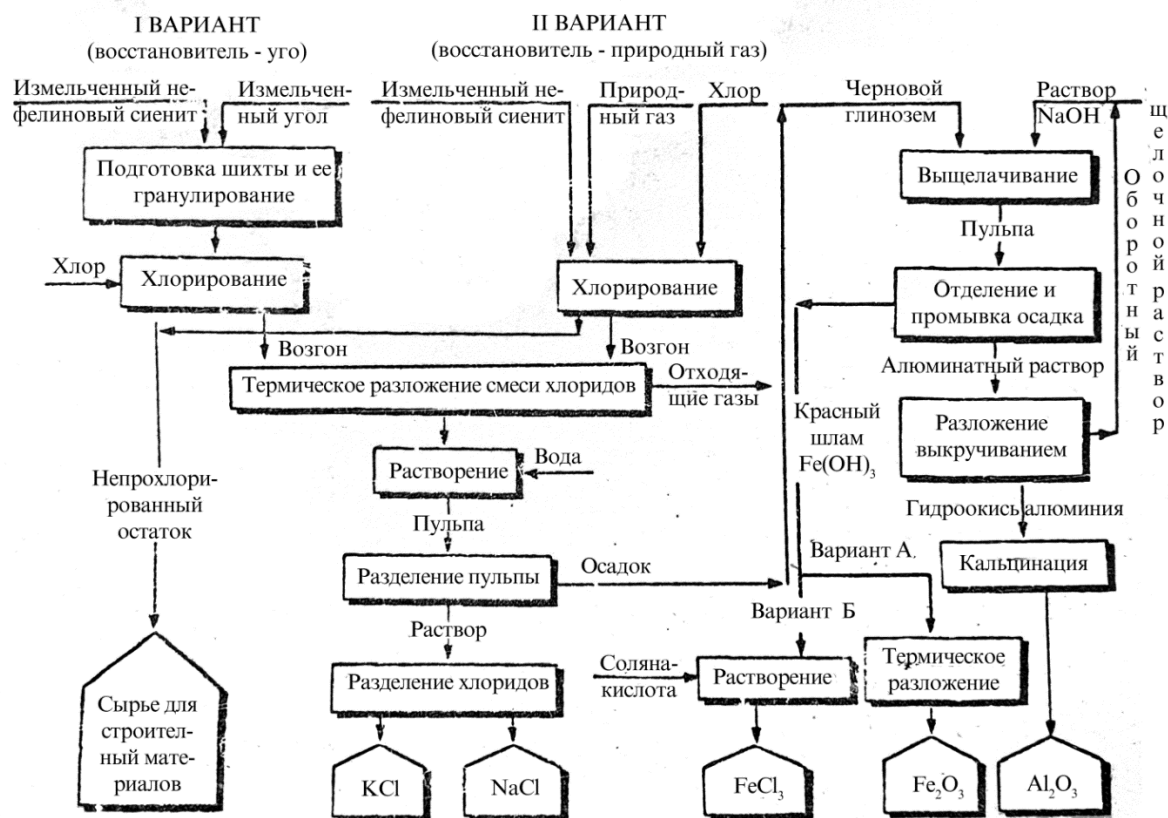 I ВАРИАНТ
(восстановитель - уго)
II ВАРИАНТ
(восстановитель - природный газ)
Измельченный не-
фелиновый сиенит
Измельчен-
ный уголь
Измельченный не-
фелиновый сиенит
Природ-
ный газ
Хлор
Черновой
глинозем
Раствор
NaOH
Оборотный
щелочной раствор
Подготовка шихты и ее
гранулирование
Выщелачивание
Пульпа
Хлор
Хлорирование
Хлорирование
Отделение и
промывка осадка
Возгон
Возгон
Алюминатный раствор
Термическое разложение смеси хлоридов
Отходя-
щие газы
Красный
шлам
Fe(OH)3
Разложение
выкручиванием
Растворение
Вода
Непрохлори-
рованный
остаток
Гидроокись алюминия
Пульпа
Вариант А.
Кальцинация
Разделение пульпы
Осадок
Вариант Б
Раствор
Соляна-
кислота
Растворение
Термическое
разложение
Разделение хлоридов
Сырье для
строител-
ный мате-
риалов
KCl
NaCl
FeCl3
Fe2O3
Al2O3